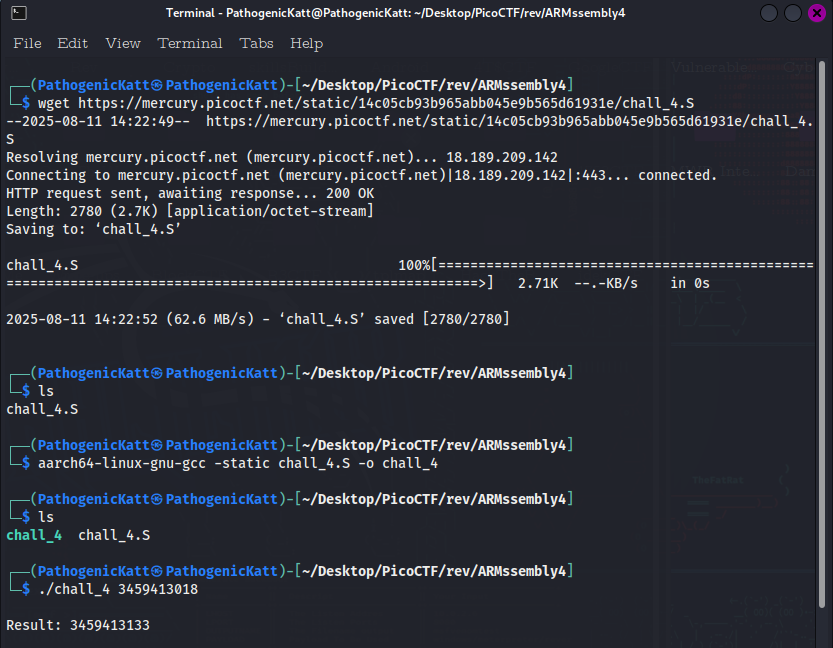 Terminal - PathogenicKatt@PathogenicKatt: ~/Desktop/PicoCTF/rev/ARMssembly4
File Edit View Terminal Tabs Help
┌──(PathogenicKatt㉿PathogenicKatt)-[~/Desktop/PicoCTF/rev/ARMssembly4]
└─$ wget https://mercury.picoctf.net/static/14c05cb93b965abb045e9b565d61931e/chall_4.S
--2025-08-11 14:22:49--  https://mercury.picoctf.net/static/14c05cb93b965abb045e9b565d61931e/chall_4.
S
Resolving mercury.picoctf.net (mercury.picoctf.net)... 18.189.209.142
Connecting to mercury.picoctf.net (mercury.picoctf.net)|18.189.209.142|:443... connected.
HTTP request sent, awaiting response... 200 OK
Length: 2780 (2.7K) [application/octet-stream]
Saving to: ‘chall_4.S’
chall_4.S                                        100%[===============================================
===========================================================>]   2.71K  --.-KB/s    in 0s
2025-08-11 14:22:52 (62.6 MB/s) - ‘chall_4.S’ saved [2780/2780]
┌──(PathogenicKatt㉿PathogenicKatt)-[~/Desktop/PicoCTF/rev/ARMssembly4]
└─$ ls
chall_4.S
┌──(PathogenicKatt㉿PathogenicKatt)-[~/Desktop/PicoCTF/rev/ARMssembly4]
└─$ aarch64-linux-gnu-gcc -static chall_4.S -o chall_4
┌──(PathogenicKatt㉿PathogenicKatt)-[~/Desktop/PicoCTF/rev/ARMssembly4]
└─$ ls
chall_4  chall_4.S
┌──(PathogenicKatt㉿PathogenicKatt)-[~/Desktop/PicoCTF/rev/ARMssembly4]
└─$ ./chall_4 3459413018
Result: 3459413133